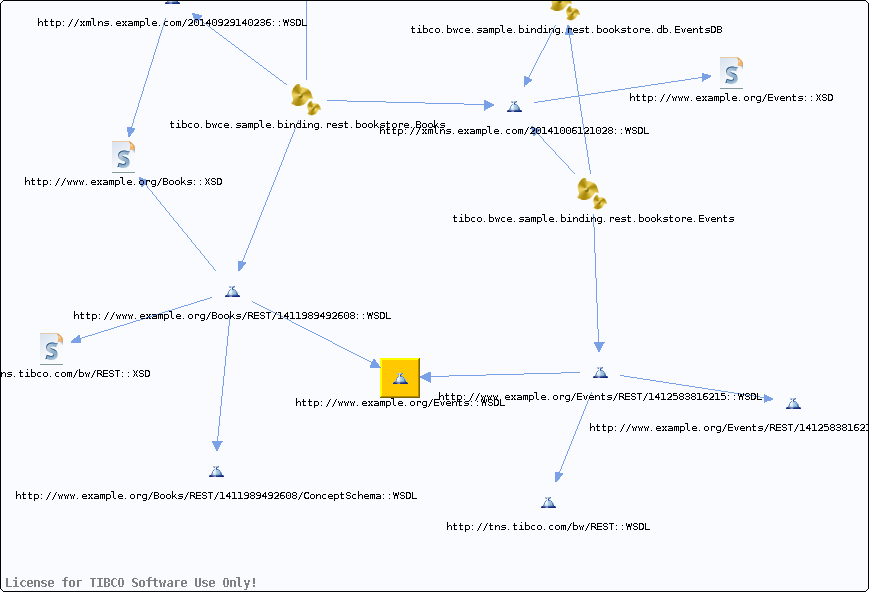 http://xmlns.example.com/20140929140236::WSDL
tibco.bwce.sample.binding.rest.bookstore.db.EventsDB
http://www.example.org/Events::XSD
tibco.bwce.sample.binding.rest.bookstore.Books
http://xmlns.example.com/20141006121028::WSDL
http://www.example.org/Books::XSD
tibco.bwce.sample.binding.rest.bookstore.Events
http://www.example.org/Books/REST/1411989492608::WSDL
ns.tibco.com/bw/REST::XSD
http://www.example.org/Events::WSDL
http://www.example.org/Events/REST/1412583816215::WSDL
http://www.example.org/Events/REST/14125838162
http://www.example.org/Books/REST/1411989492608/ConceptSchema::WSDL
http://tns.tibco.com/bw/REST::WSDL
License for TIBCO Software Use Only!